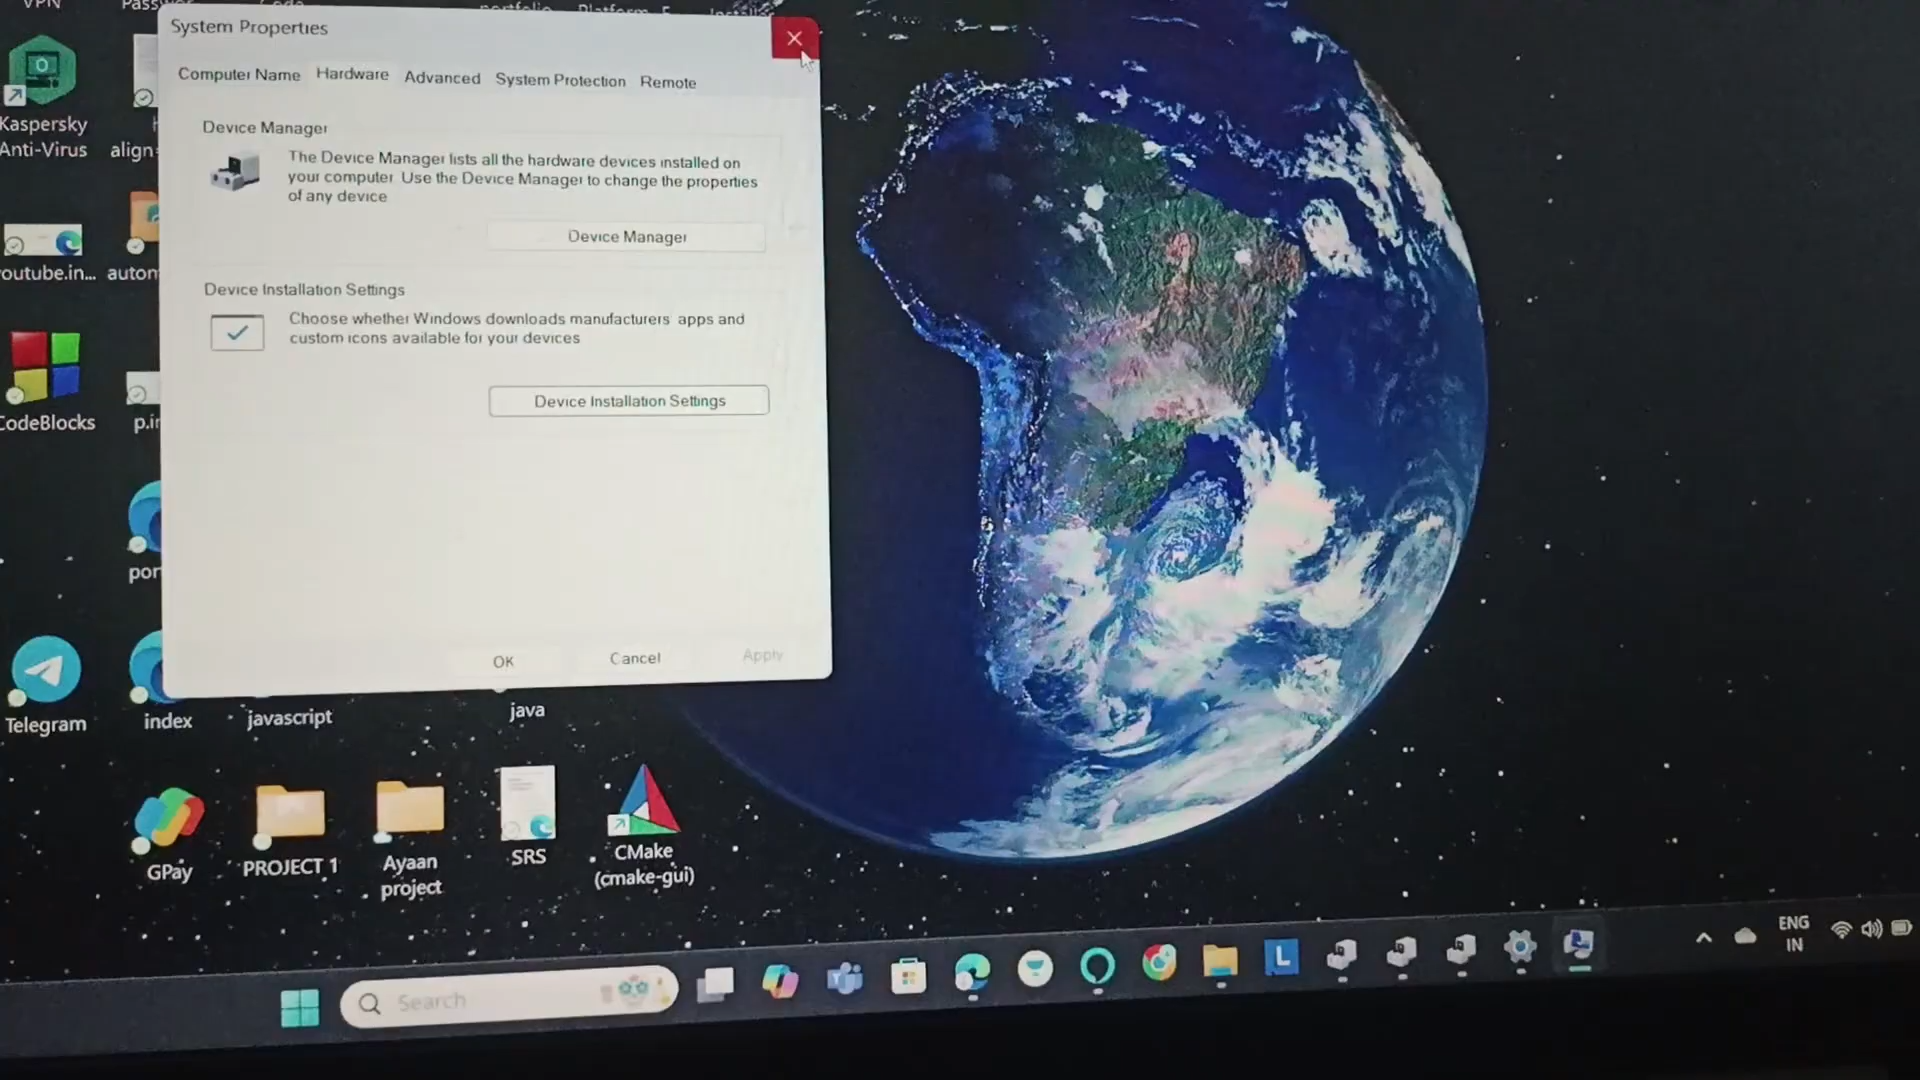 VPN
portfolio
System Properties
Computer Name
Hardware
Advanced
System Protection
Remote
Device Manager
The Device Manager lists all the hardware devices installed on
your computer Use the Device Manager to change the properties
of any device
Device Manager
Device Installation Settings
Choose whether Windows downloads manufacturers apps and
custom icons available for your devices
Device Installation Settings
OK
Cancel
Apply
Kaspersky
Anti-Virus
align
outube.in...
autom
CodeBlocks
p.in
por
Telegram
index
javascript
java
GPay
PROJECT 1
Ayaan
project
SRS
CMake
(cmake-gui)
Search
L
ENG
IN